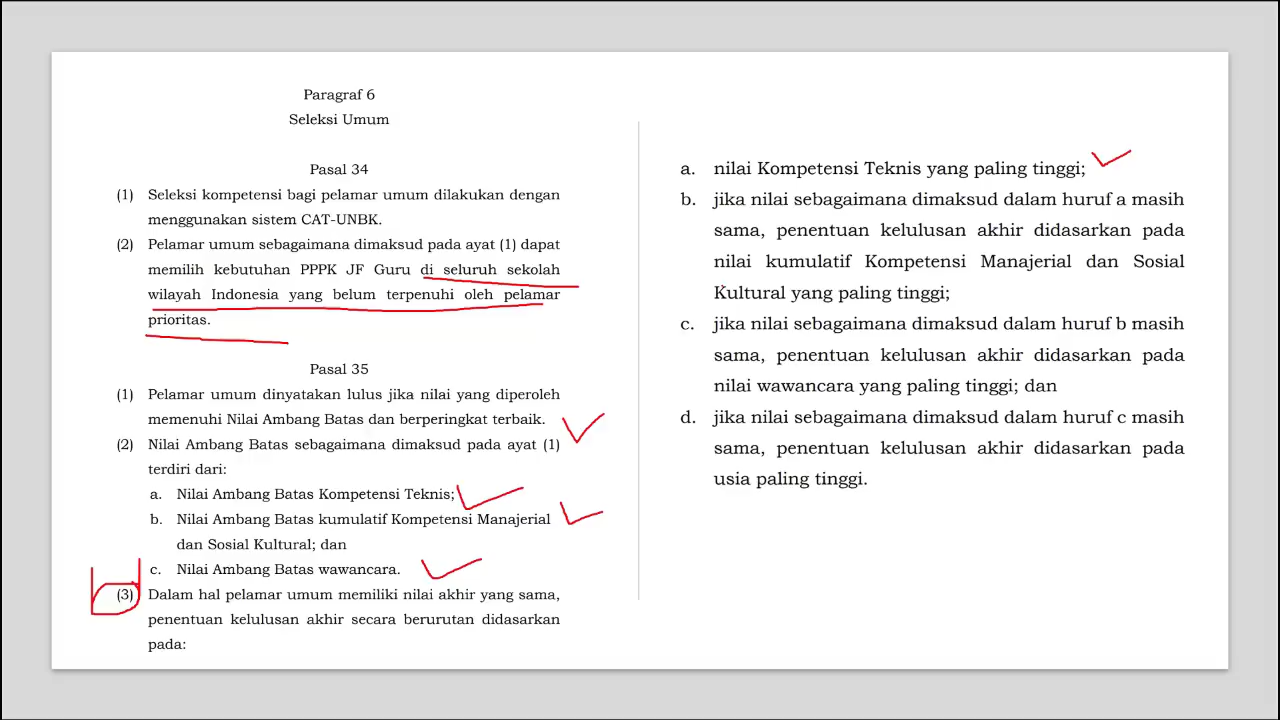 Paragraf 6
Seleksi Umum
Pasal 34
(1) Seleksi kompetensi bagi pelamar umum dilakukan dengan
menggunakan sistem CAT-UNBK.
(2) Pelamar umum sebagaimana dimaksud pada ayat (1) dapat
memilih kebutuhan PPPK JF Guru di seluruh sekolah
wilayah Indonesia yang belum terpenuhi oleh pelamar
prioritas.
Pasal 35
(1) Pelamar umum dinyatakan lulus jika nilai yang diperoleh
memenuhi Nilai Ambang Batas dan berperingkat terbaik.
(2) Nilai Ambang Batas sebagaimana dimaksud pada ayat (1)
terdiri dari:
a. Nilai Ambang Batas Kompetensi Teknis;
b. Nilai Ambang Batas kumulatif Kompetensi Manajerial
dan Sosial Kultural; dan
c. Nilai Ambang Batas wawancara.
(3) Dalam hal pelamar umum memiliki nilai akhir yang sama,
penentuan kelulusan akhir secara berurutan didasarkan
pada:
a. nilai Kompetensi Teknis yang paling tinggi;
b. jika nilai sebagaimana dimaksud dalam huruf a masih
sama, penentuan kelulusan akhir didasarkan pada
nilai kumulatif Kompetensi Manajerial dan Sosial
Kultural yang paling tinggi;
c. jika nilai sebagaimana dimaksud dalam huruf b masih
sama, penentuan kelulusan akhir didasarkan pada
nilai wawancara yang paling tinggi; dan
d. jika nilai sebagaimana dimaksud dalam huruf c masih
sama, penentuan kelulusan akhir didasarkan pada
usia paling tinggi.